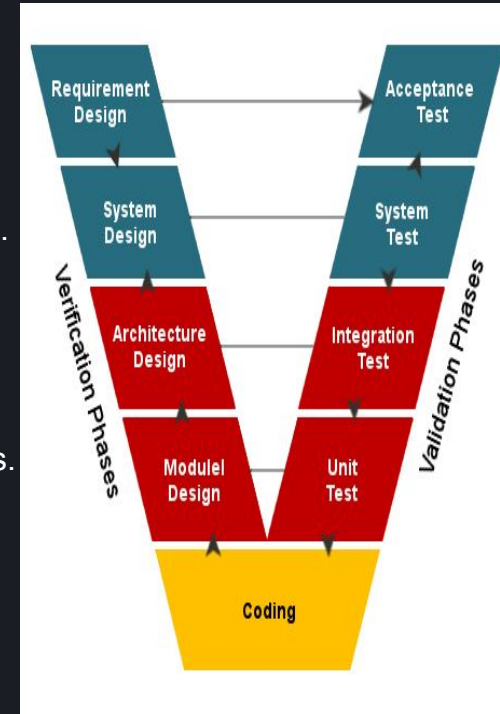 Requirement
Design
Acceptance
Test
System
Design
System
Test
.
Verification Phases
Validation Phases
Architecture
Design
Integration
Test
s.
Modulel
Design
Unit
Test
Coding